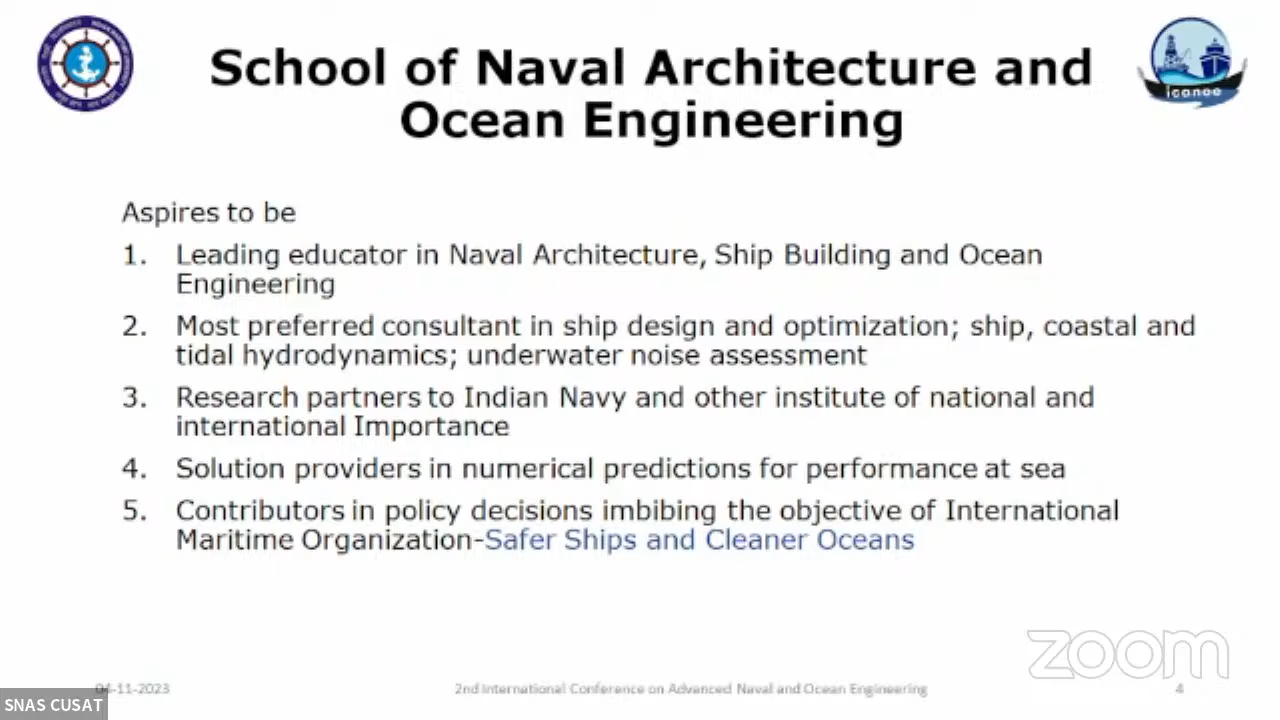 School of Naval Architecture and
Ocean Engineering
iconoe
Aspires to be
1. Leading educator in Naval Architecture, Ship Building and Ocean
Engineering
2. Most preferred consultant in ship design and optimization; ship, coastal and
tidal hydrodynamics; underwater noise assessment
3. Research partners to Indian Navy and other institute of national and
international Importance
4. Solution providers in numerical predictions for performance at sea
5. Contributors in policy decisions imbibing the objective of International
Maritime Organization-Safer Ships and Cleaner Oceans
zoom
04-11-2023
2nd International Conference on Advanced Naval and Ocean Engineering
4
SNAS CUSAT